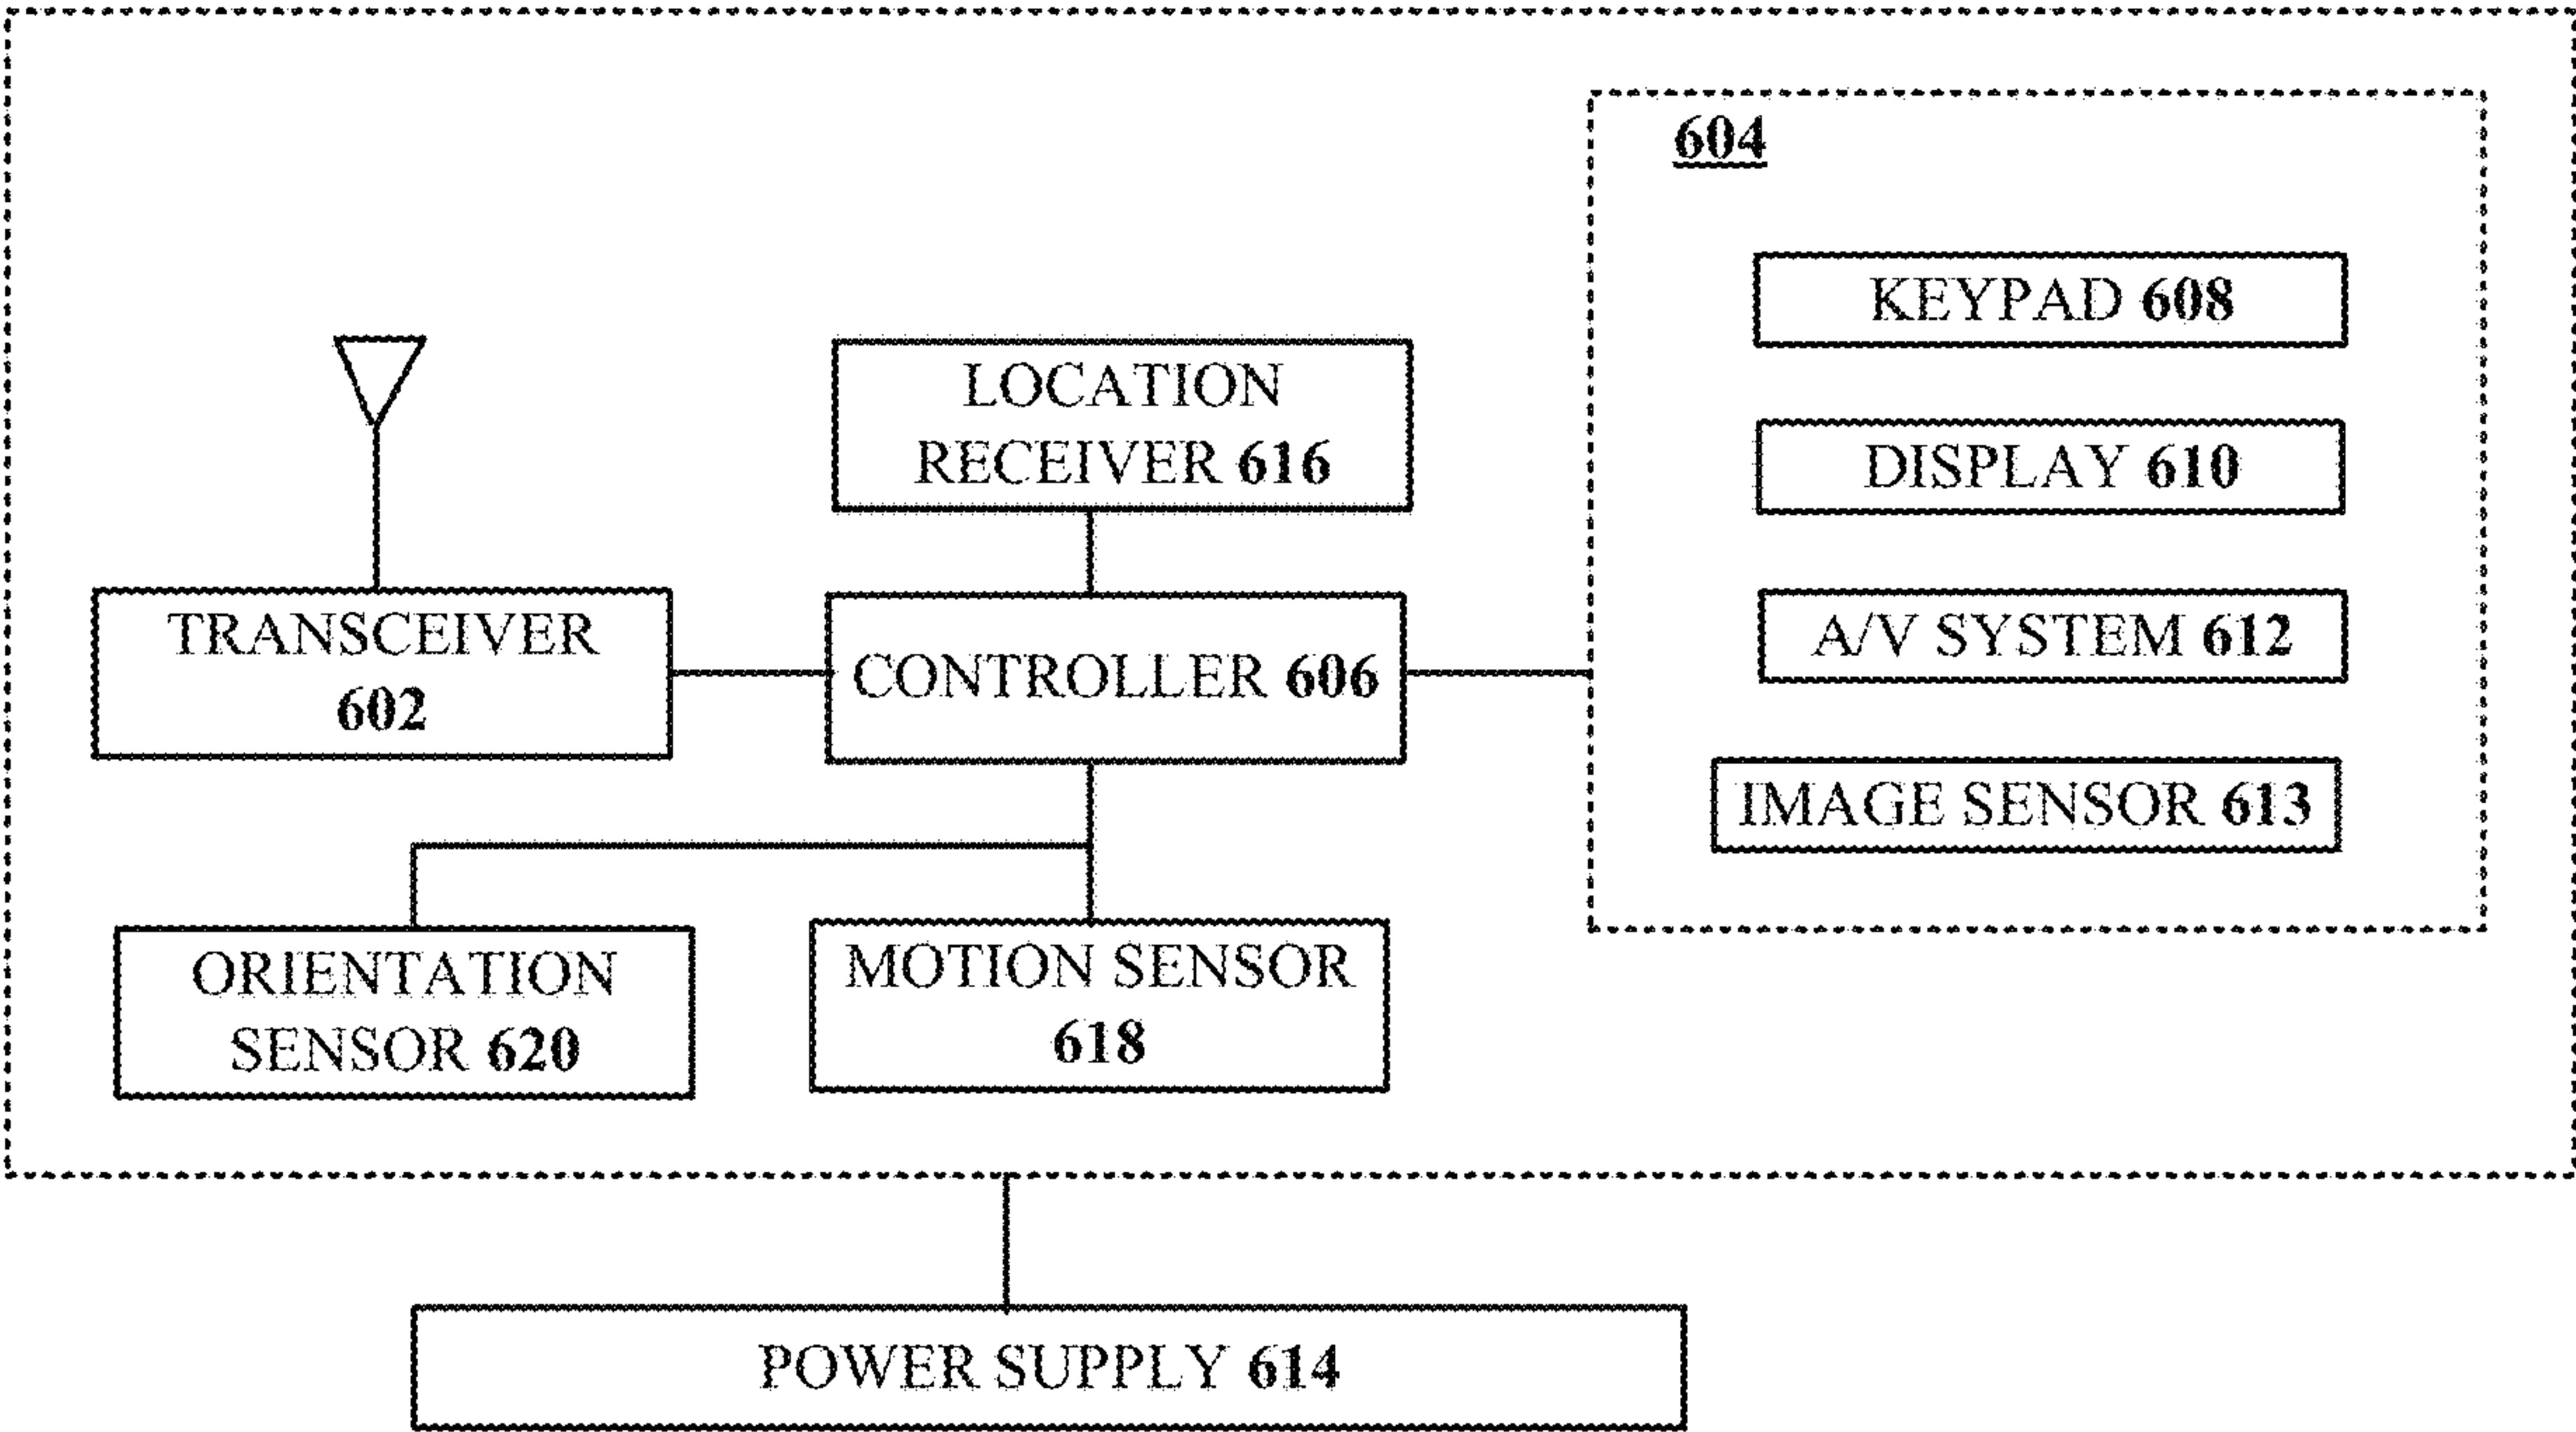 604
KEYPAD 608
DISPLAY 610
A/V SYSTEM 612
IMAGE SENSOR 613
LOCATION
RECEIVER 616
TRANSCEIVER
602
CONTROLLER 606
ORIENTATION
SENSOR 620
MOTION SENSOR
618
POWER SUPPLY 614